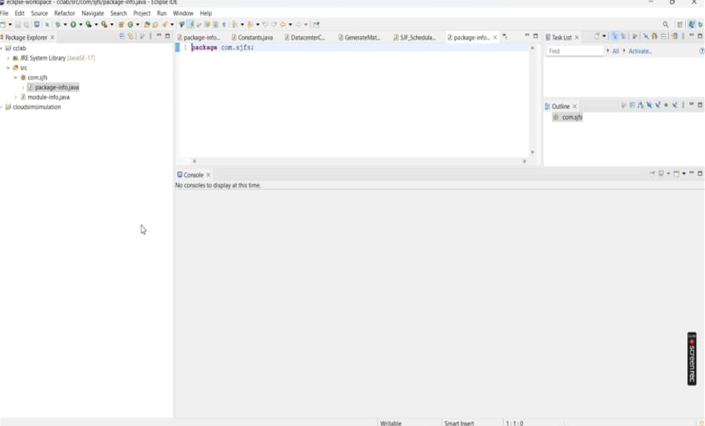 eclipse-workspace - cclab/src/com/sjfs/package-info.java - Eclipse IDE
File Edit Source Refactor Navigate Search Project Run Window Help
Package Explorer
cclab
JRE System Library [JavaSE-17]
src
com.sjfs
package-info.java
module-info.java
cloudsimsimulation
package-info... Constants.java DatacenterC... GenerateMat... SJF_Schedula... package-info...
1 package com.sjfs;
Console
No consoles to display at this time.
Task List
Find All Activate...
Outline
com.sjfs
screenrec
Writable Smart Insert 1:1:0